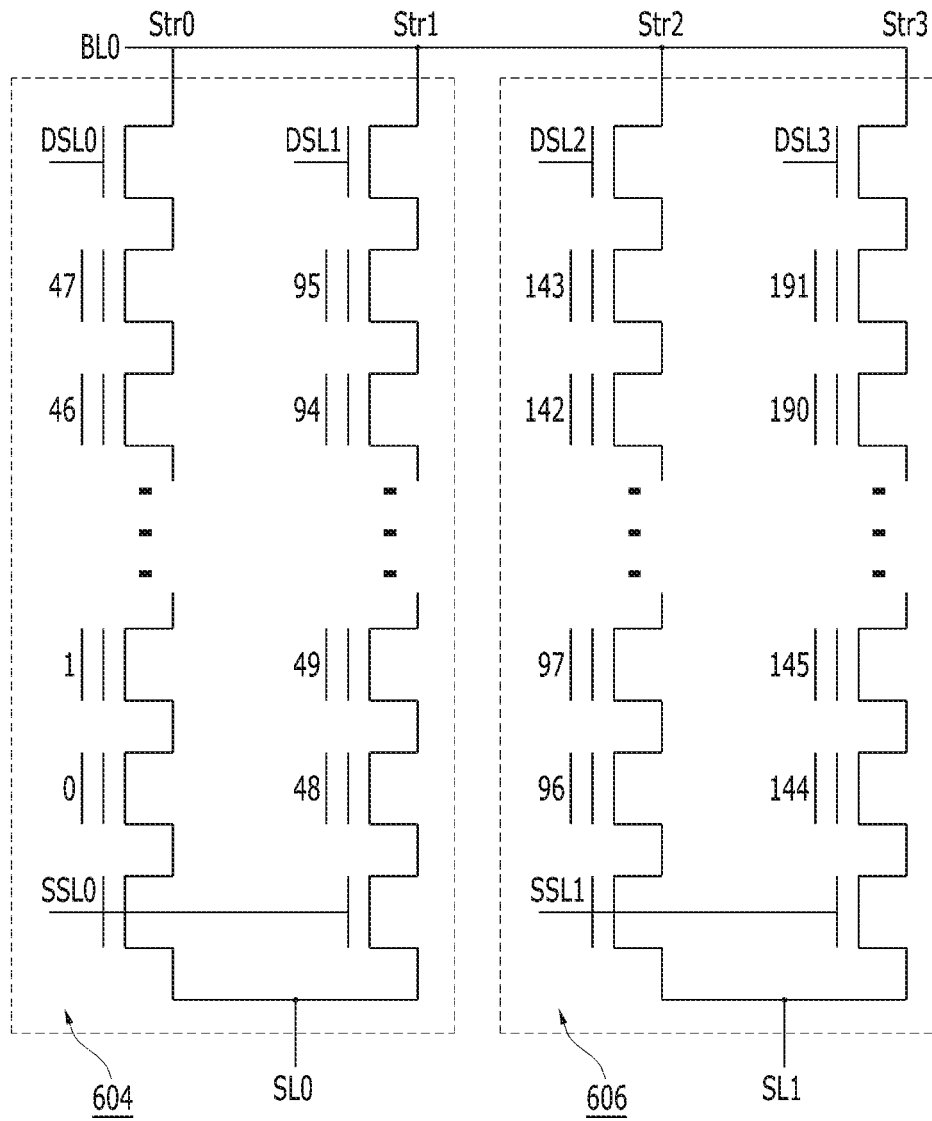 Str0 Str1 Str2 Str3
BL0
DSL0 DSL1 DSL2 DSL3
47 95 143 191
46 94 142 190
1 49 97 145
0 48 96 144
SSL0 SSL1
SL0 SL1
604 606